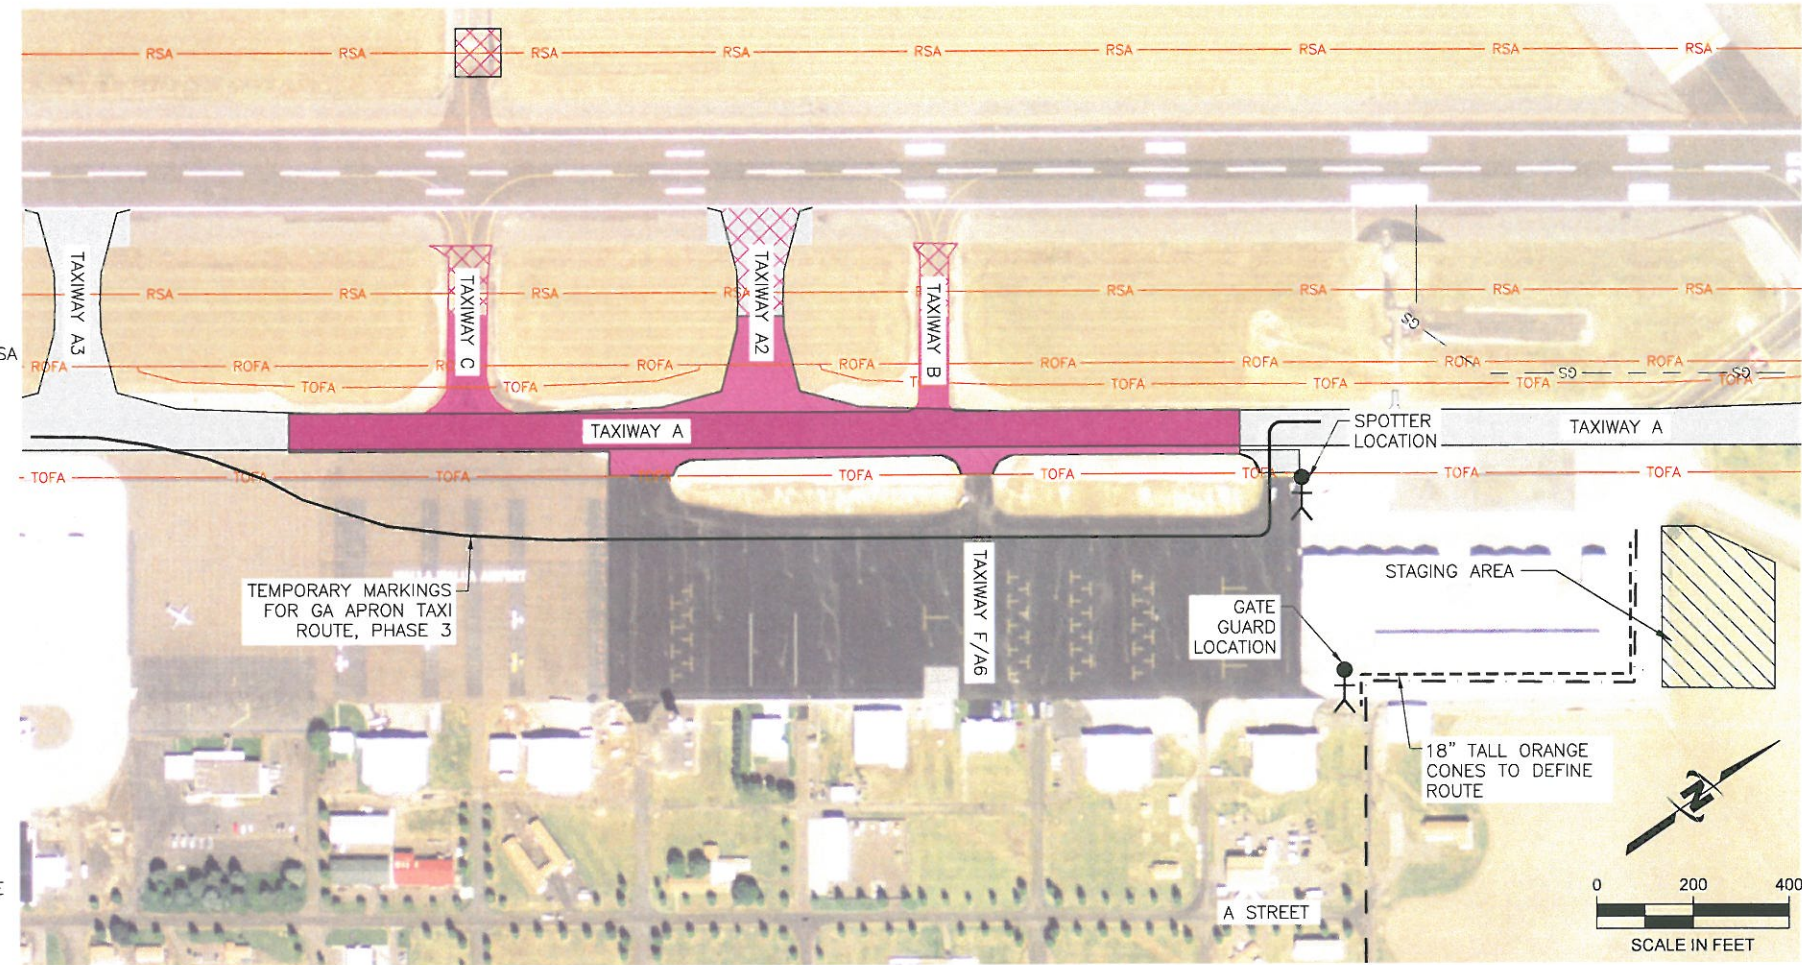 RSA RSA RSA RSA RSA RSA RSA RSA RSA
TAXIWAY A3
TAXIWAY C
TAXIWAY A2
TAXIWAY B
RSA RSA RSA RSA RSA RSA RSA
GS
SA
ROFA ROFA ROFA ROFA ROFA ROFA ROFA ROFA
TOFA TOFA TOFA TOFA TOFA TOFA
GS GS
TAXIWAY A
SPOTTER
LOCATION
TAXIWAY A
TOFA TOFA TOFA TOFA TOFA TOFA TOFA TOFA
TEMPORARY MARKINGS
FOR GA APRON TAXI
ROUTE, PHASE 3
TAXIWAY F/A6
STAGING AREA
GATE
GUARD
LOCATION
18" TALL ORANGE
CONES TO DEFINE
ROUTE
N
E
A STREET
0 200 400
SCALE IN FEET